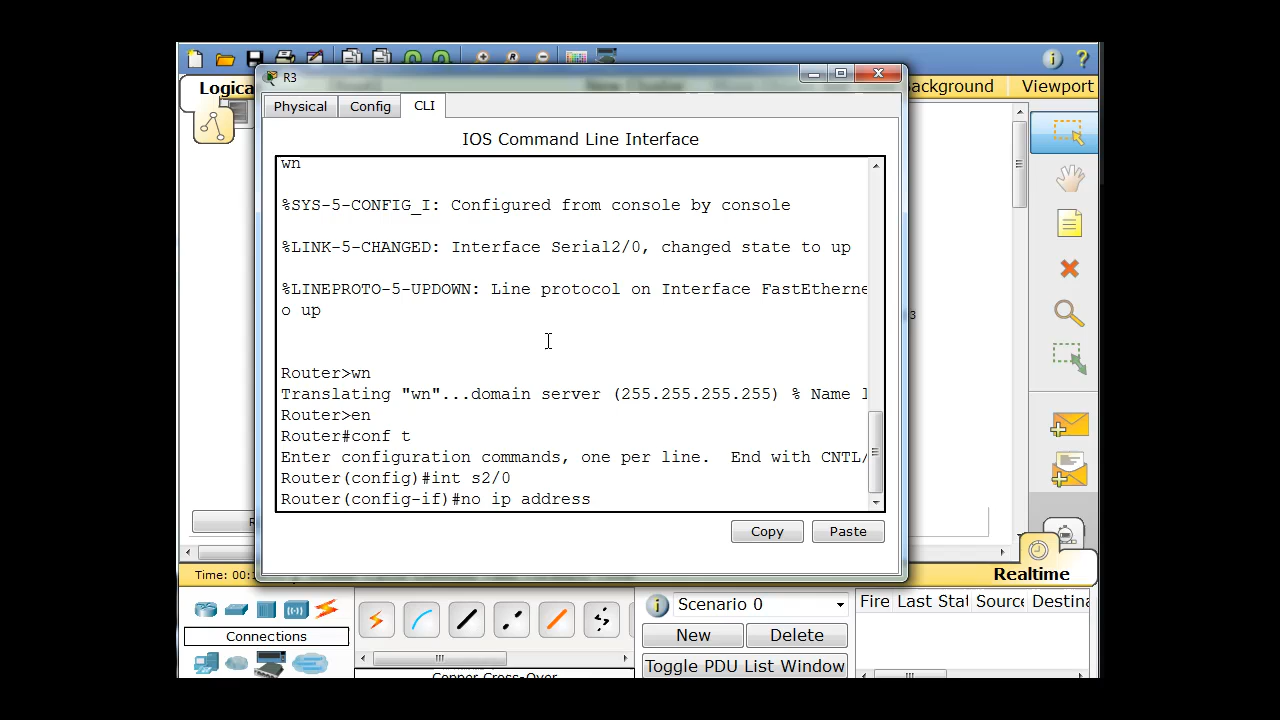 R3
Logica
ackground
Viewport
Physical
Config
CLI
IOS Command Line Interface
wn
%SYS-5-CONFIG_I: Configured from console by console
%LINK-5-CHANGED: Interface Serial2/0, changed state to up
%LINEPROTO-5-UPDOWN: Line protocol on Interface FastEtherne
o up
3
Router>wn
Translating "wn"...domain server (255.255.255.255) % Name l
Router>en
Router#conf t
Enter configuration commands, one per line.  End with CNTL/
Router(config)#int s2/0
Router(config-if)#no ip address
Copy
Paste
Time: 00:
Realtime
Scenario 0
Fire
Last Stat
Source
Destina
New
Delete
Connections
Toggle PDU List Window
Copper Cross-Over